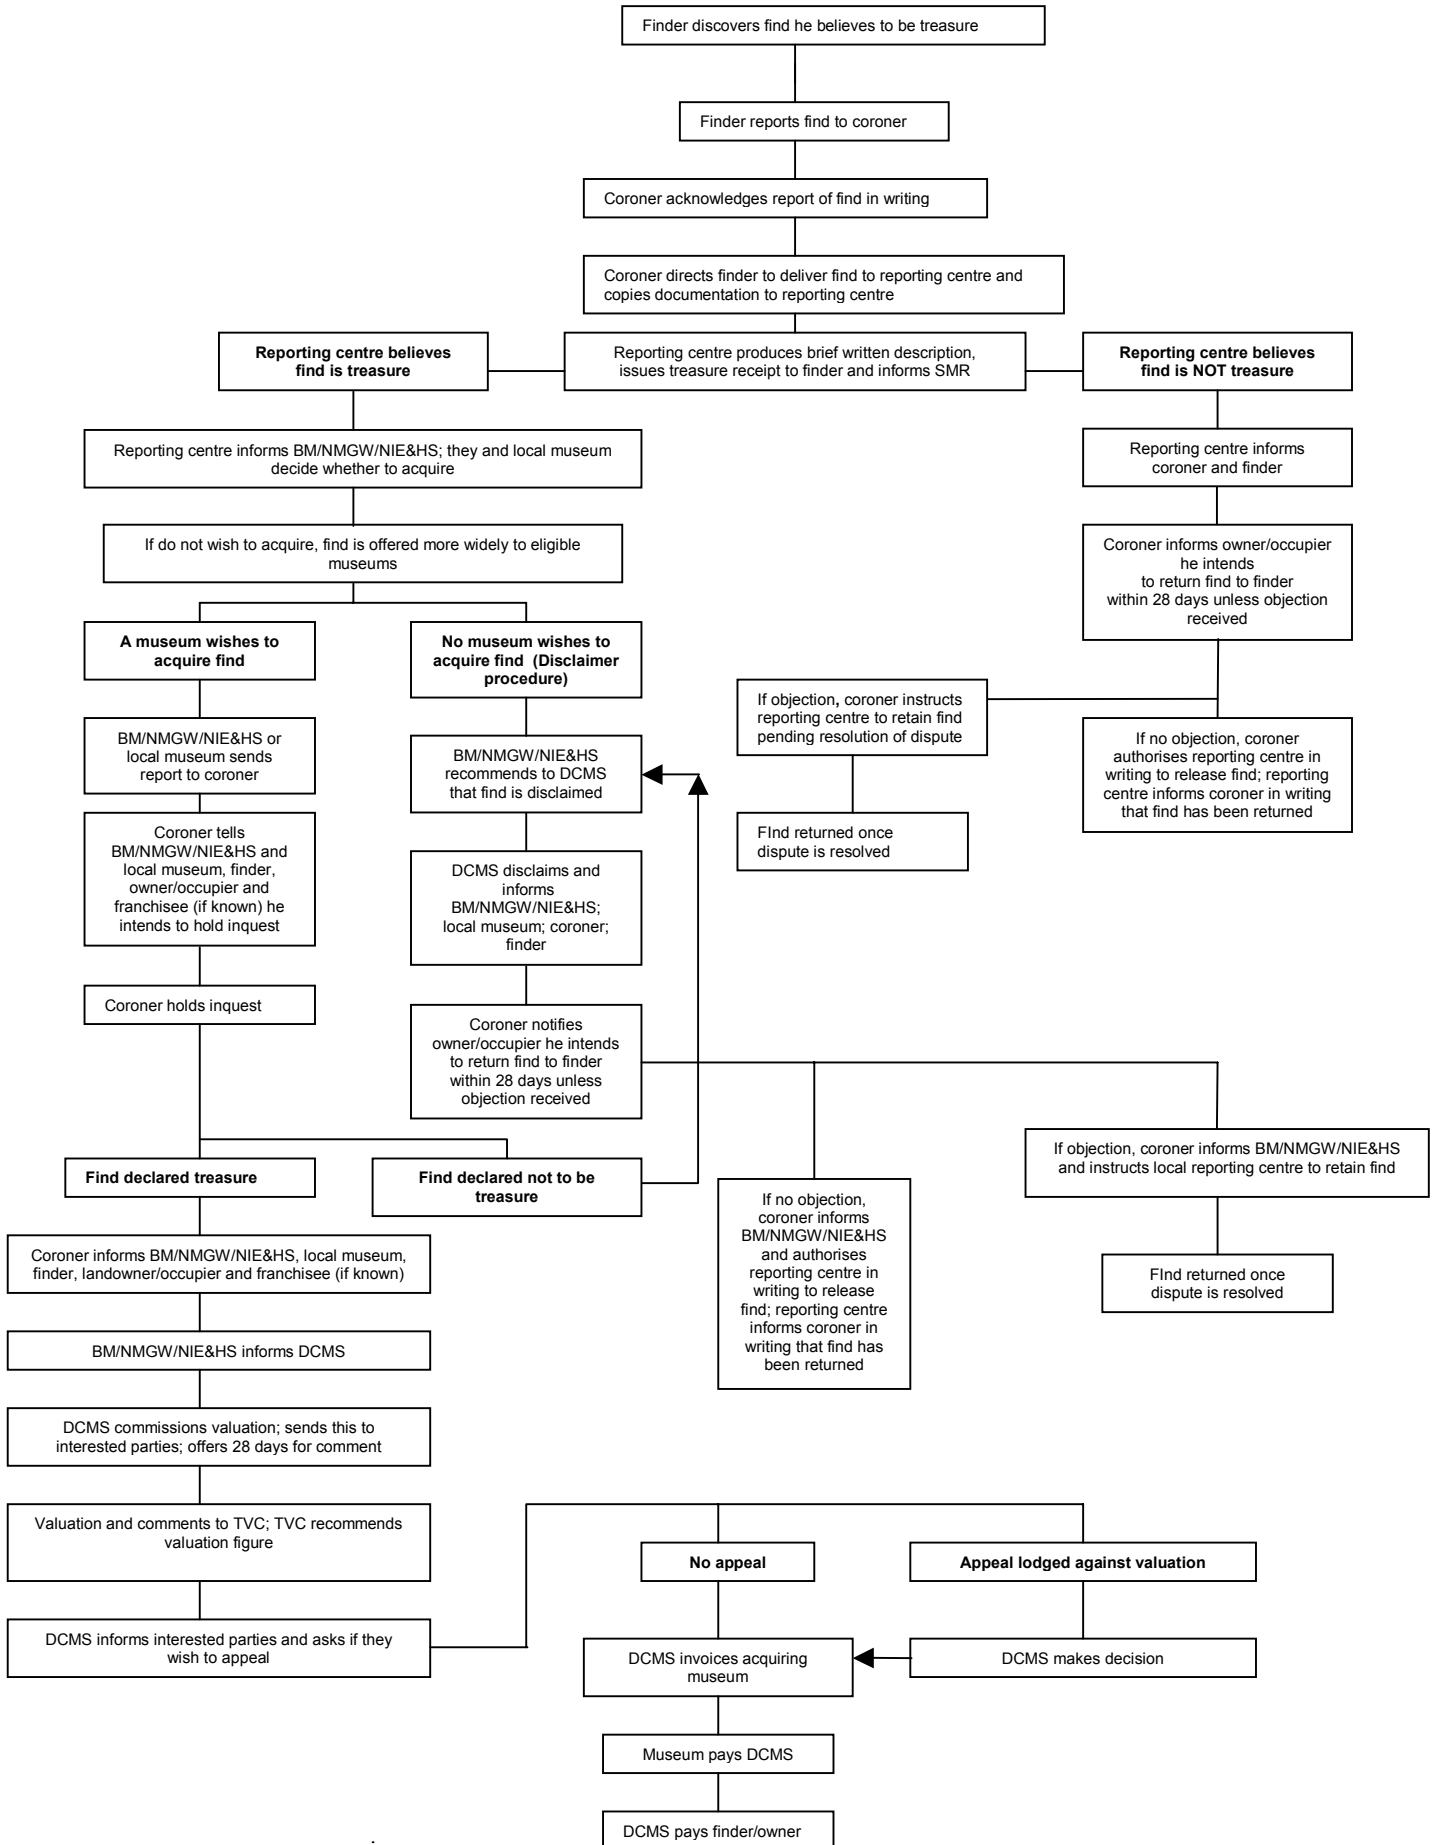 Finder discovers find he believes to be treasure
Finder reports find to coroner
Coroner acknowledges report of find in writing
Coroner directs finder to deliver find to reporting centre and
copies documentation to reporting centre
Reporting centre believes
find is treasure
Reporting centre produces brief written description,
issues treasure receipt to finder and informs SMR
Reporting centre believes
find is NOT treasure
Reporting centre informs BM/NMGW/NIE&HS; they and local museum
decide whether to acquire
Reporting centre informs
coroner and finder
If do not wish to acquire, find is offered more widely to eligible
museums
Coroner informs owner/occupier
he intends
to return find to finder
within 28 days unless objection
received
A museum wishes to
acquire find
No museum wishes to
acquire find (Disclaimer
procedure)
If objection, coroner instructs
reporting centre to retain find
pending resolution of dispute
If no objection, coroner
authorises reporting centre in
writing to release find; reporting
centre informs coroner in writing
that find has been returned
BM/NMGW/NIE&HS or
local museum sends
report to coroner
BM/NMGW/NIE&HS
recommends to DCMS
that find is disclaimed
FInd returned once
dispute is resolved
Coroner tells
BM/NMGW/NIE&HS and
local museum, finder,
owner/occupier and
franchisee (if known) he
intends to hold inquest
DCMS disclaims and
informs
BM/NMGW/NIE&HS;
local museum; coroner;
finder
Coroner holds inquest
Coroner notifies
owner/occupier he intends
to return find to finder
within 28 days unless
objection received
If objection, coroner informs BM/NMGW/NIE&HS
and instructs local reporting centre to retain find
Find declared treasure
Find declared not to be
treasure
If no objection,
coroner informs
BM/NMGW/NIE&HS
and authorises
reporting centre in
writing to release
find; reporting centre
informs coroner in
writing that find has
been returned
FInd returned once
dispute is resolved
Coroner informs BM/NMGW/NIE&HS, local museum,
finder, landowner/occupier and franchisee (if known)
BM/NMGW/NIE&HS informs DCMS
DCMS commissions valuation; sends this to
interested parties; offers 28 days for comment
Valuation and comments to TVC; TVC recommends
valuation figure
No appeal
Appeal lodged against valuation
DCMS informs interested parties and asks if they
wish to appeal
DCMS invoices acquiring
museum
DCMS makes decision
Museum pays DCMS
DCMS pays finder/owner